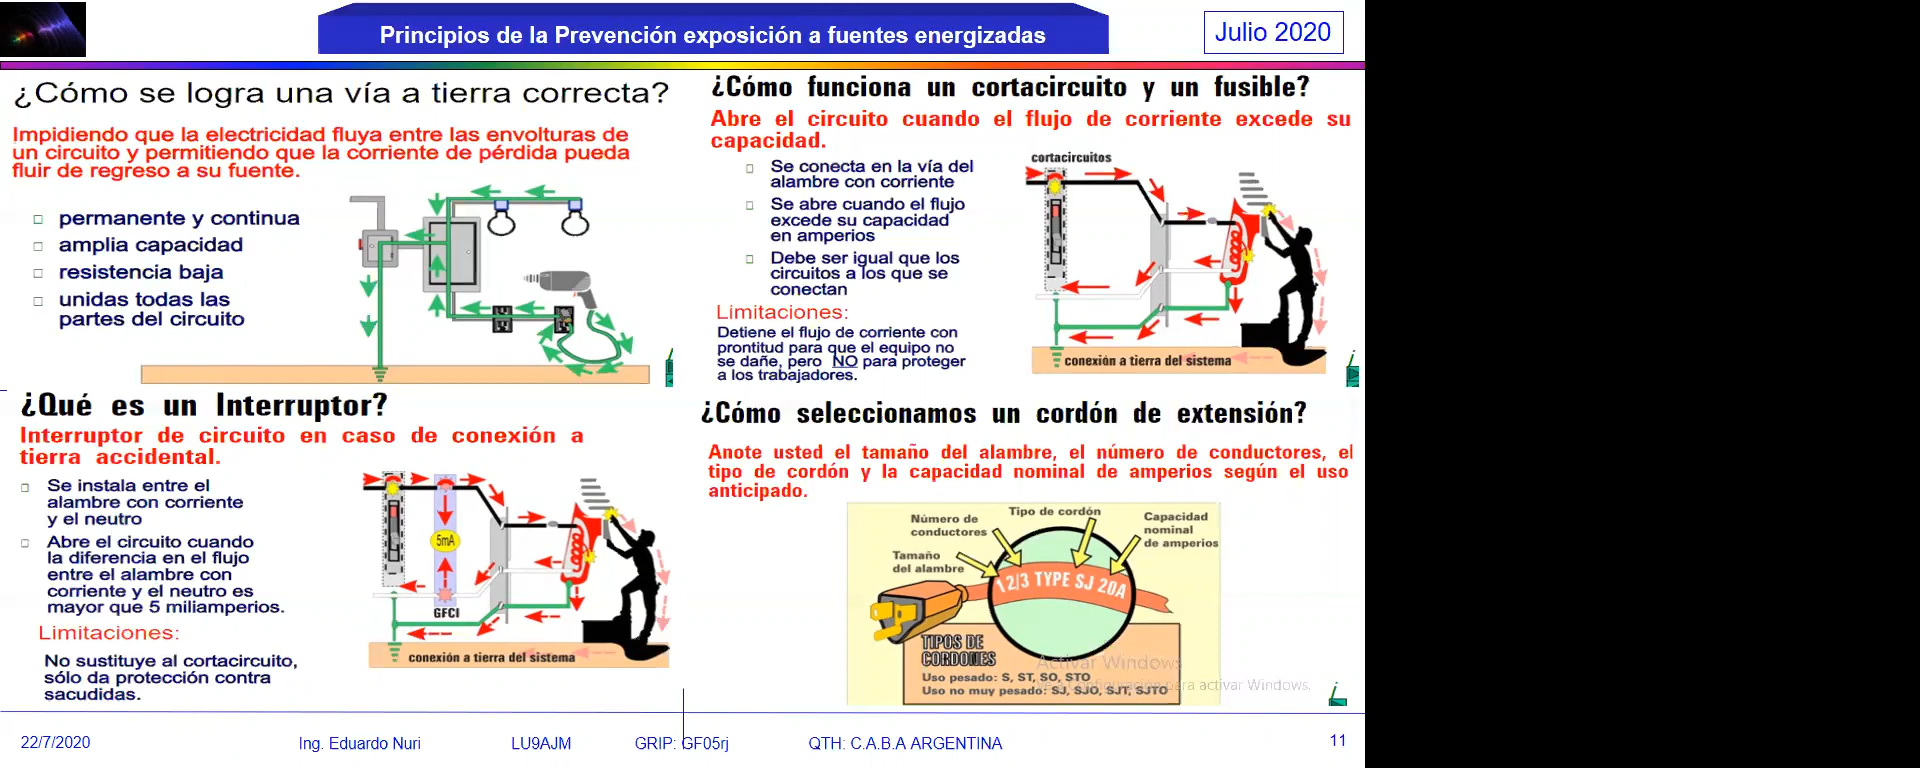 Principios de la Prevención exposición a fuentes energizadas
Julio 2020
¿Cómo se logra una vía a tierra correcta?
Impidiendo que la electricidad fluya entre las envolturas de
un circuito y permitiendo que la corriente de pérdida pueda
fluir de regreso a su fuente.
permanente y continua
amplia capacidad
resistencia baja
unidas todas las
partes del circuito
¿Cómo funciona un cortacircuito y un fusible?
Abre el circuito cuando el flujo de corriente excede su
capacidad.
Se conecta en la vía del
alambre con corriente
Se abre cuando el flujo
excede su capacidad
en amperios
Debe ser igual que los
circuitos a los que se
conectan
Limitaciones:
Detiene el flujo de corriente con
prontitud para que el equipo no
se dañe, pero NO para proteger
a los trabajadores.
cortacircuitos
conexión a tierra del sistema
¿Qué es un Interruptor?
Interruptor de circuito en caso de conexión a
tierra accidental.
Se instala entre el
alambre con corriente
y el neutro
Abre el circuito cuando
la diferencia en el flujo
entre el alambre con
corriente y el neutro es
mayor que 5 miliamperios.
Limitaciones:
No sustituye al cortacircuito,
sólo da protección contra
sacudidas.
5mA
GFCI
conexión a tierra del sistema
¿Cómo seleccionamos un cordón de extensión?
Anote usted el tamaño del alambre, el número de conductores, el
tipo de cordón y la capacidad nominal de amperios según el uso
anticipado.
Número de
conductores
Tipo de cordón
Capacidad
nominal
de amperios
Tamaño
del alambre
12/3 TYPE SJ 20A
TIPOS DE
CORDONES
Uso pesado: S, ST, SO, STO
Uso no muy pesado: SJ, SJO, SJT, SJTO
Activar Windows
Ve a Configuración para activar Windows.
22/7/2020
Ing. Eduardo Nuri
LU9AJM
GRIP: GF05rj
QTH: C.A.B.A ARGENTINA
11